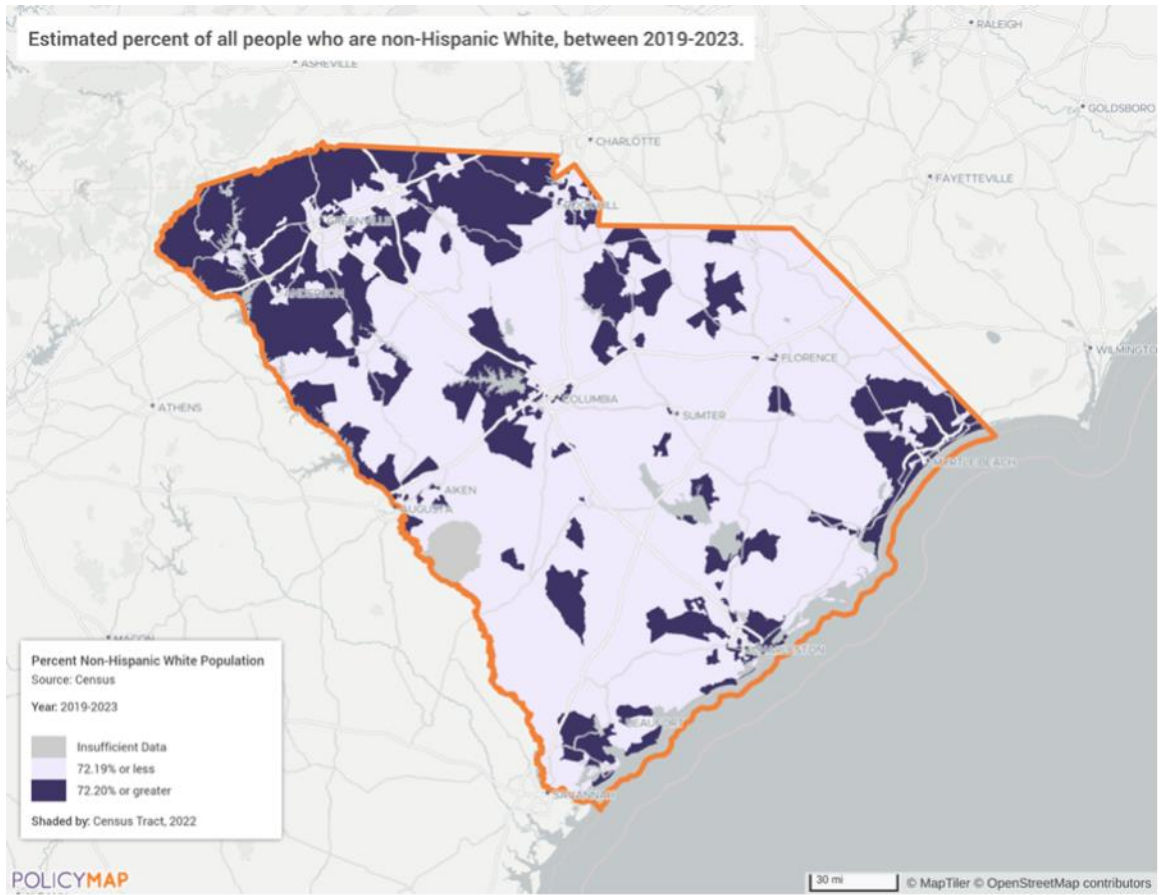 Estimated percent of all people who are non-Hispanic White, between 2019-2023.
RALEIGH
ASHEVILLE
GOLDSBORO
CHARLOTTE
FAYETTEVILLE
ROCK HILL
GREENVILLE
ANDERSON
WILMINGTO
FLORENCE
ATHENS
COLUMBIA
SUMTER
MYRTLE BEACH
AIKEN
AUGUSTA
MACON
CHARLESTON
BEAUFORT
SAVANNAH
Percent Non-Hispanic White Population
Source: Census
Year: 2019-2023
Insufficient Data
72.19% or less
72.20% or greater
Shaded by: Census Tract, 2022
POLICYMAP
30 mi
© MapTiler © OpenStreetMap contributors